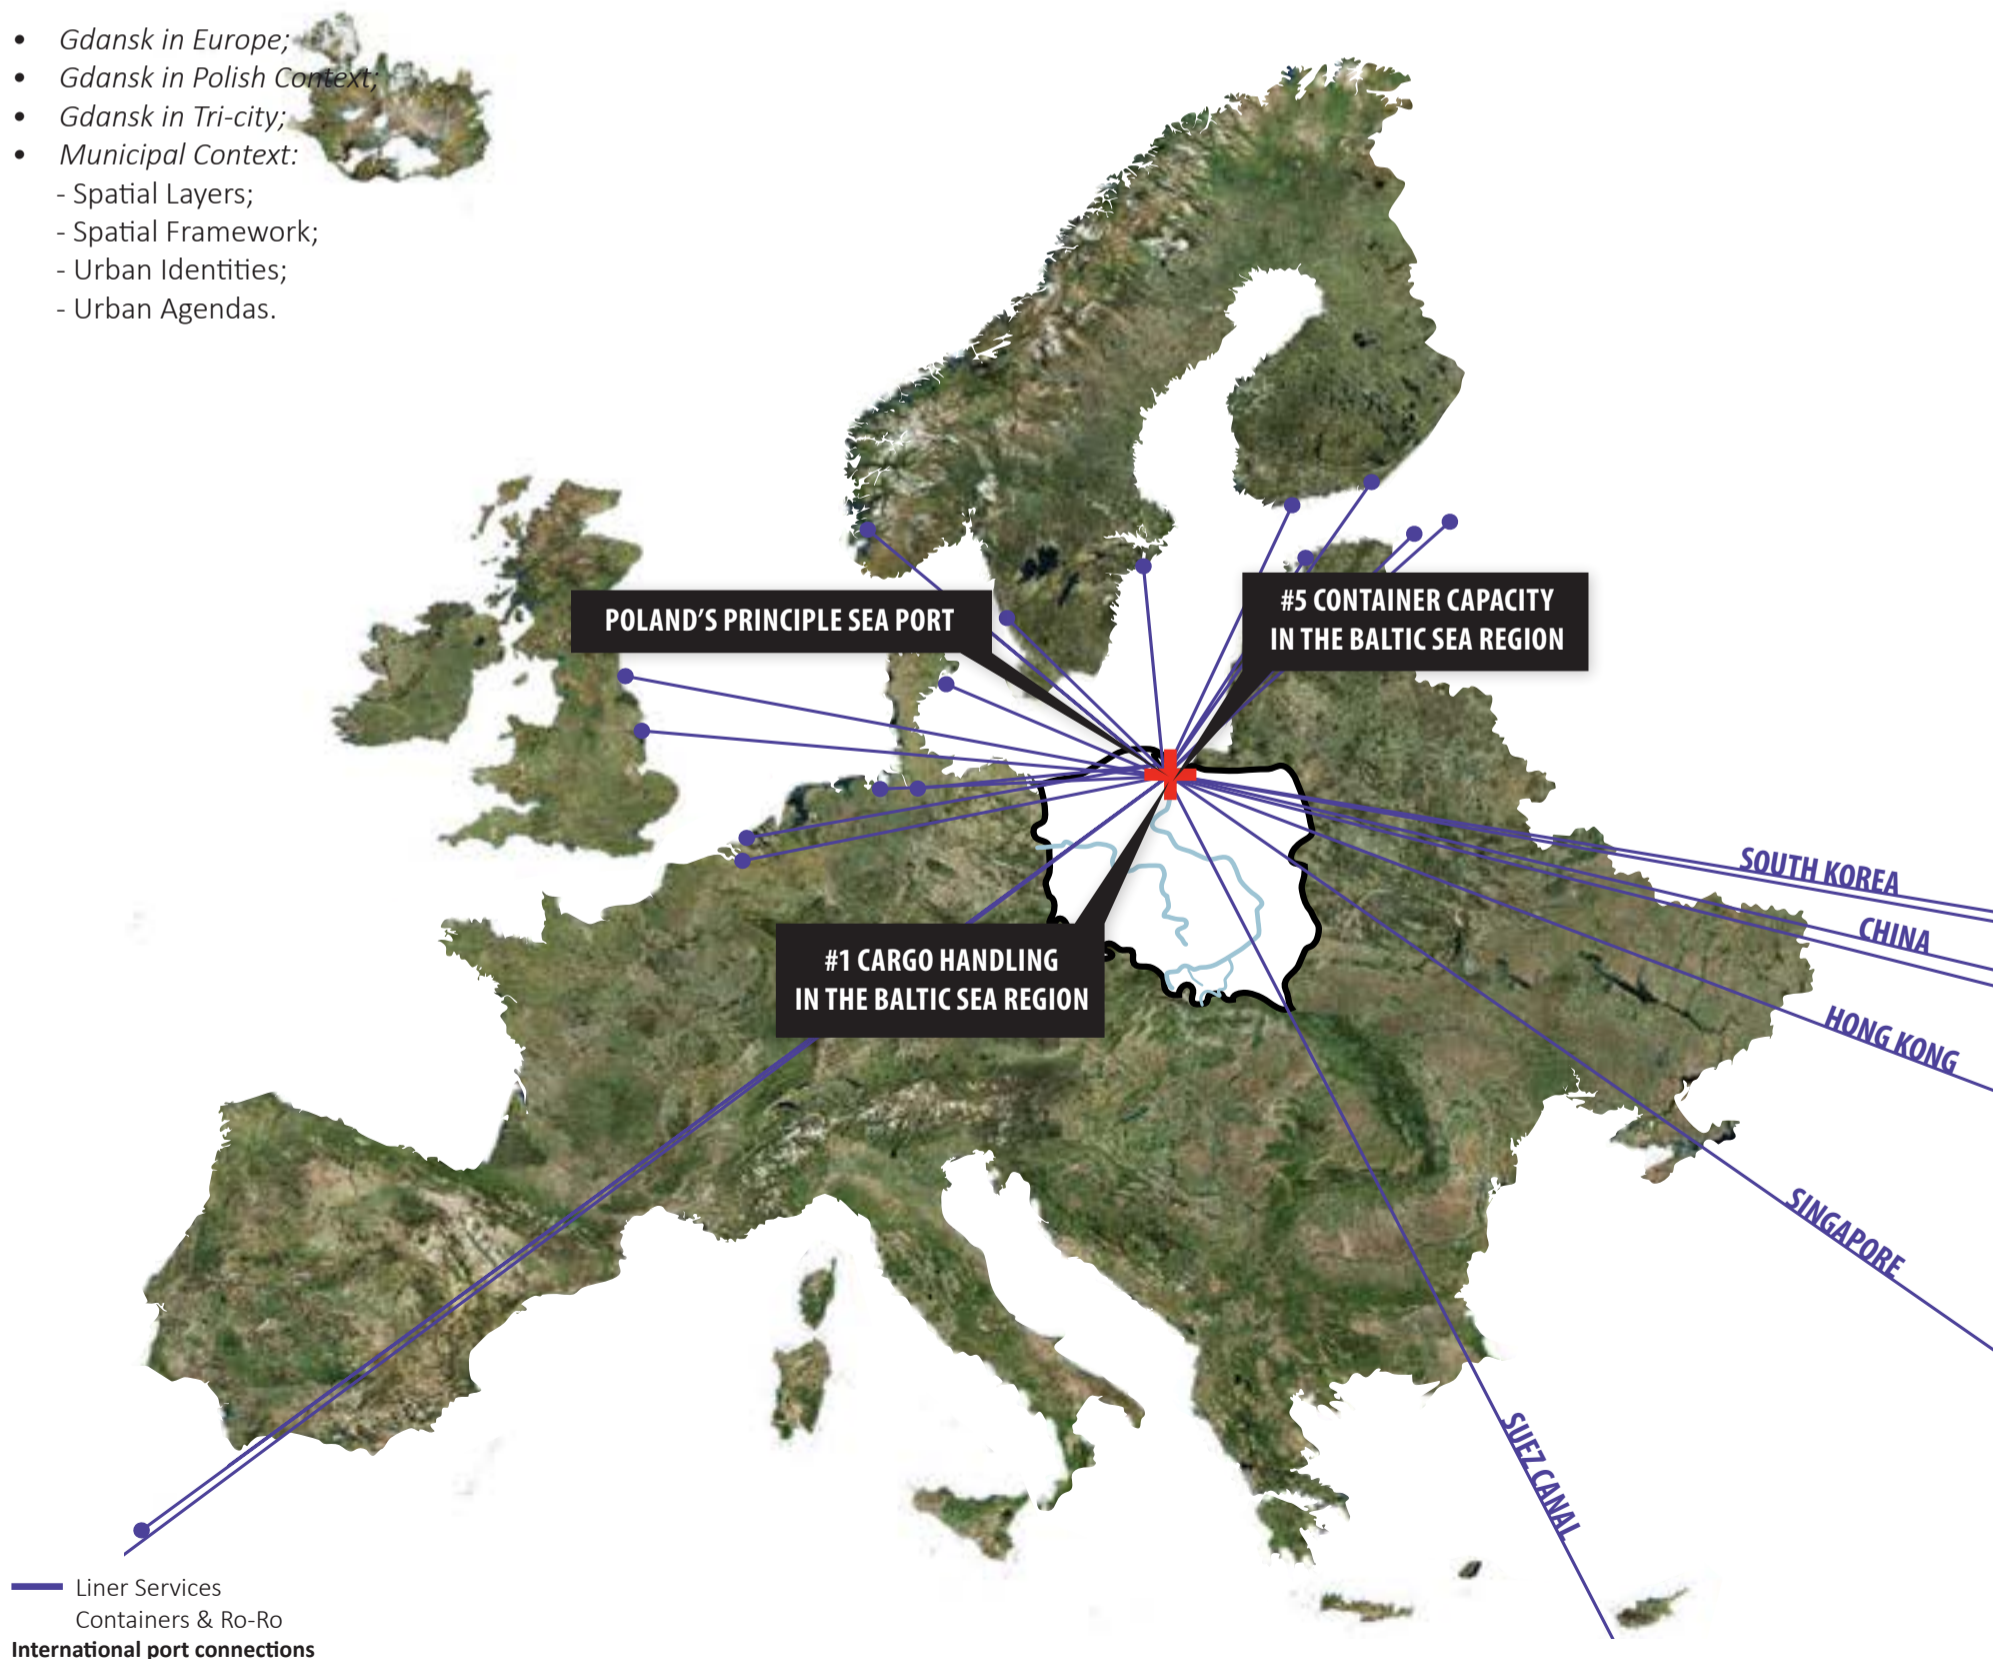 • Gdansk in Europe;
• Gdansk in Polish Context;
• Gdansk in Tri-city;
• Municipal Context:
- Spatial Layers;
- Spatial Framework;
- Urban Identities;
- Urban Agendas.
POLAND'S PRINCIPLE SEA PORT
#5 CONTAINER CAPACITY
IN THE BALTIC SEA REGION
#1 CARGO HANDLING
IN THE BALTIC SEA REGION
SOUTH KOREA
CHINA
HONG KONG
SINGAPORE
SUEZ CANAL
Liner Services
Containers & Ro-Ro
International port connections